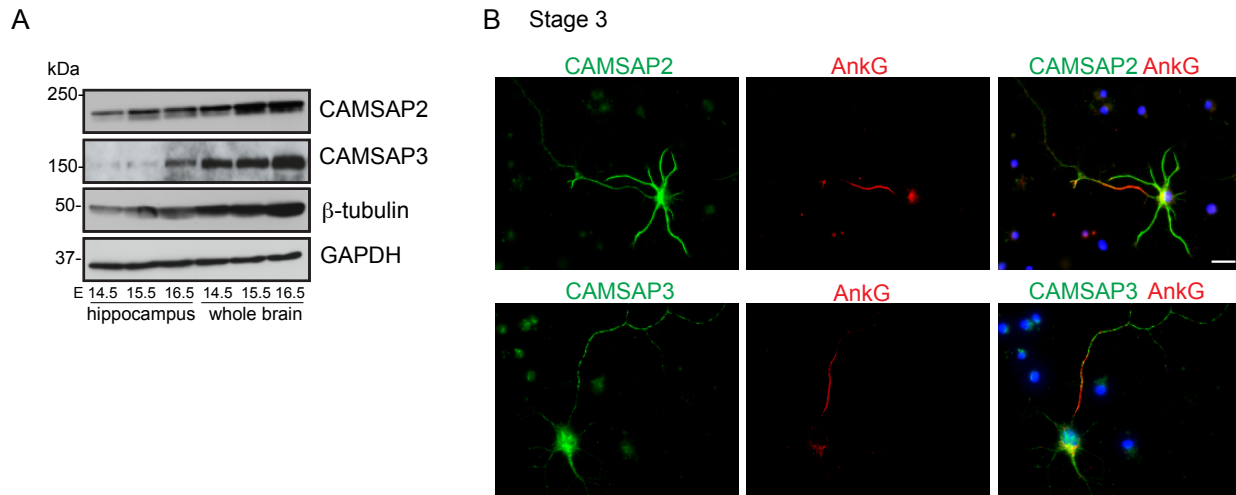 A
kDa
250-
CAMSAP2
150-
CAMSAP3
50-
β-tubulin
37-
GAPDH
E 14.5 15.5 16.5 14.5 15.5 16.5
hippocampus whole brain
B Stage 3
CAMSAP2 AnkG CAMSAP2 AnkG
CAMSAP3 AnkG CAMSAP3 AnkG